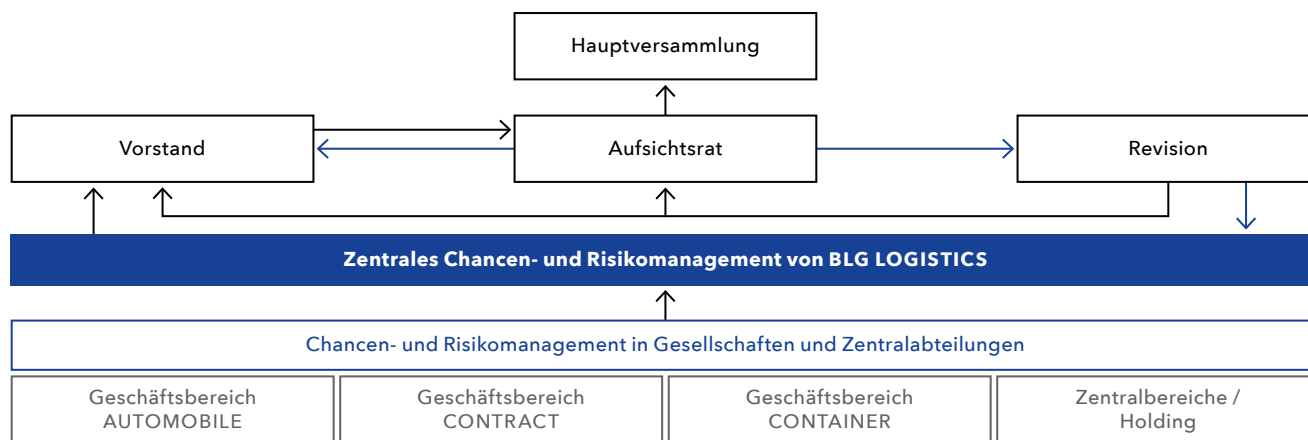 Hauptversammlung
Vorstand
Aufsichtsrat
Revision
Zentrales Chancen- und Risikomanagement von BLG LOGISTICS
Chancen- und Risikomanagement in Gesellschaften und Zentralabteilungen
Geschäftsbereich
AUTOMOBILE
Geschäftsbereich
CONTRACT
Geschäftsbereich
CONTAINER
Zentralbereiche /
Holding